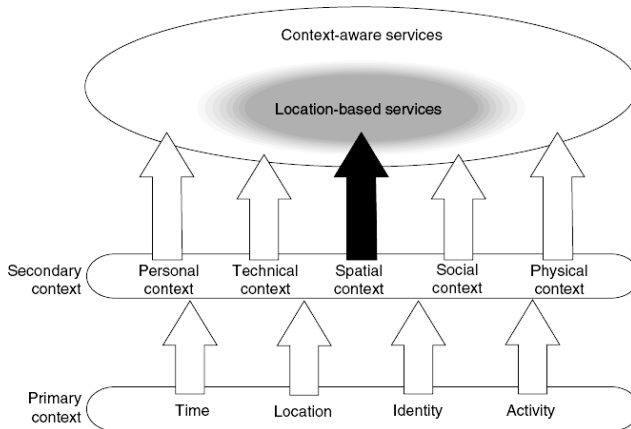 Context-aware services
Location-based services
Secondary context
Personal context
Technical context
Spatial context
Social context
Physical context
Primary context
Time
Location
Identity
Activity